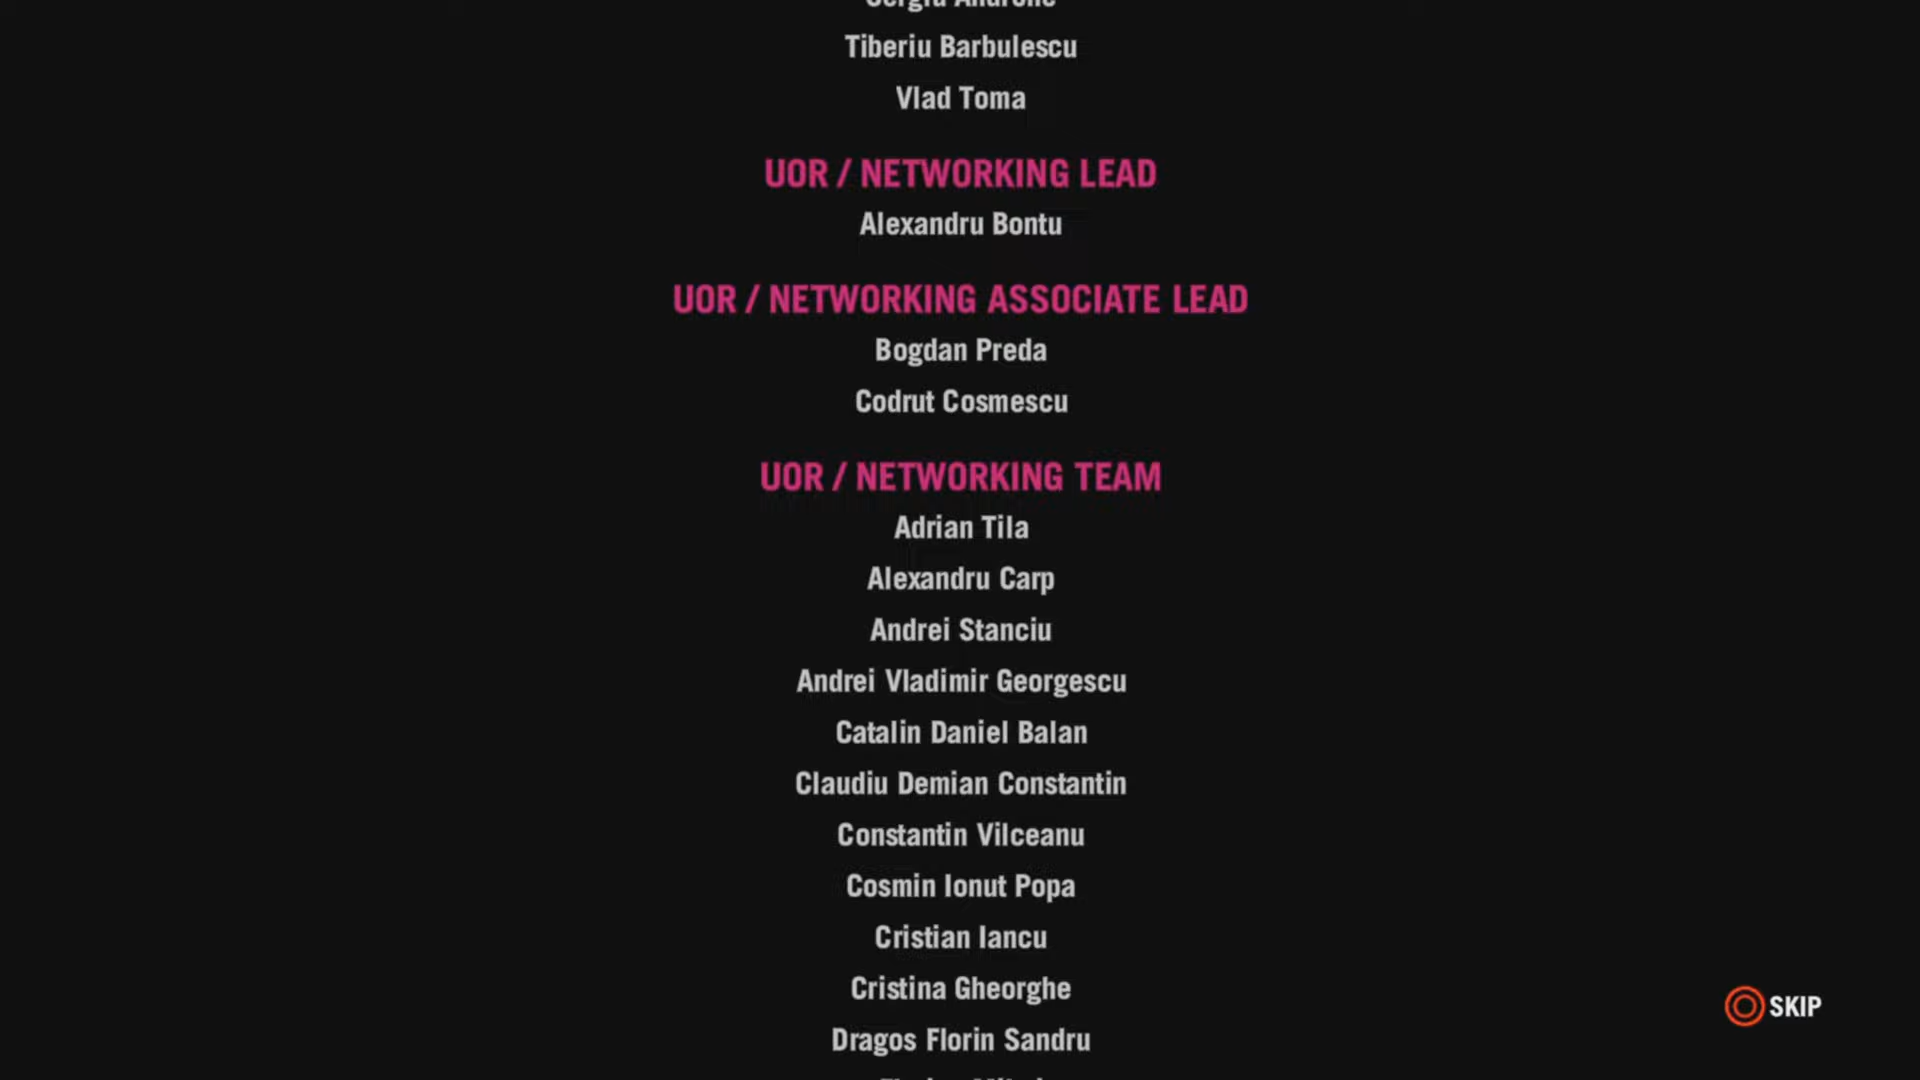 Tiberiu Barbulescu
Vlad Toma
UOR / NETWORKING LEAD
Alexandru Bontu
UOR / NETWORKING ASSOCIATE LEAD
Bogdan Preda
Codrut Cosmescu
UOR / NETWORKING TEAM
Adrian Tila
Alexandru Carp
Andrei Stanciu
Andrei Vladimir Georgescu
Catalin Daniel Balan
Claudiu Demian Constantin
Constantin Vilceanu
Cosmin Ionut Popa
Cristian Iancu
Cristina Gheorghe
Dragos Florin Sandru
SKIP